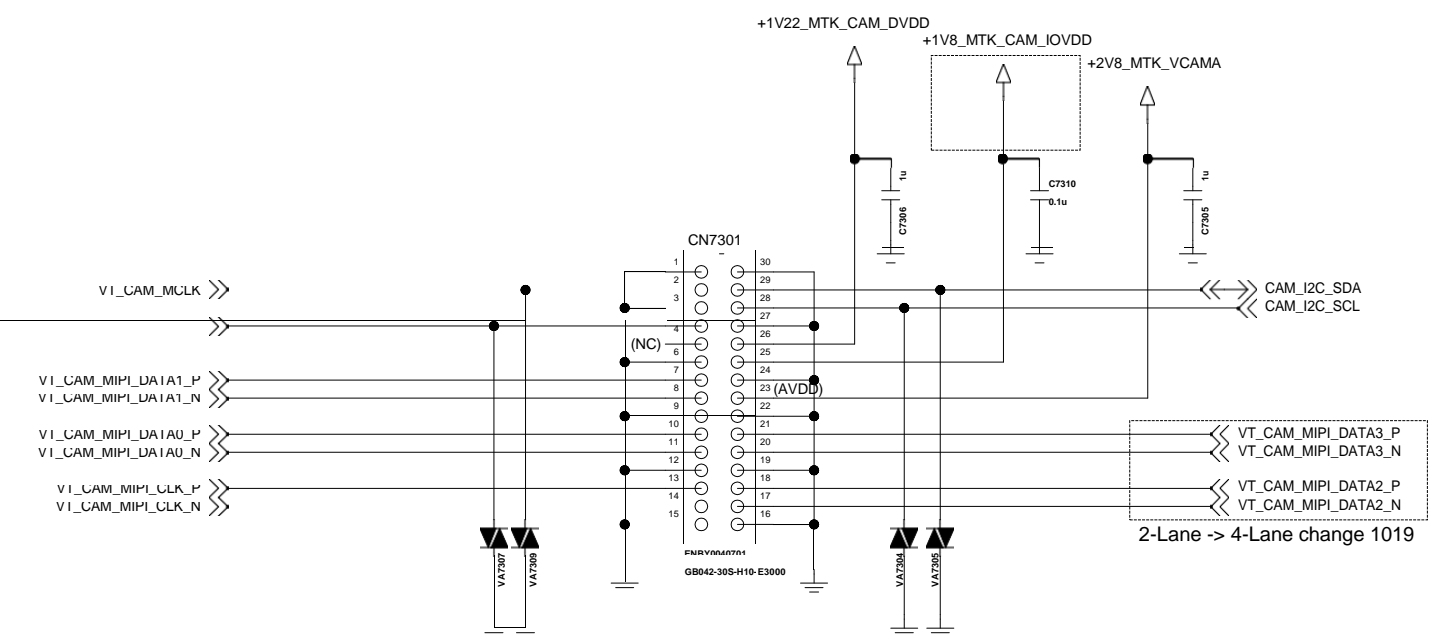 +1V22_MTK_CAM_DVDD
+1V8_MTK_CAM_IOVDD
+2V8_MTK_VCAMA
1u
C7306
C7310
0.1u
1u
C7305
CN7301
1
2
3
4
(NC)
6
7
8
9
10
11
12
13
14
15
30
29
28
27
26
25
24
23
(AVDD)
22
21
20
19
18
17
16
VT_CAM_MCLK
VT_CAM_MIPI_DATA1_P
VT_CAM_MIPI_DATA1_N
VT_CAM_MIPI_DATA0_P
VT_CAM_MIPI_DATA0_N
VT_CAM_MIPI_CLK_P
VT_CAM_MIPI_CLK_N
CAM_I2C_SDA
CAM_I2C_SCL
VT_CAM_MIPI_DATA3_P
VT_CAM_MIPI_DATA3_N
VT_CAM_MIPI_DATA2_P
VT_CAM_MIPI_DATA2_N
2-Lane -> 4-Lane change 1019
VA7307
VA7309
ENBY0040701
GB042-30S-H10-E3000
VA7304
VA7305